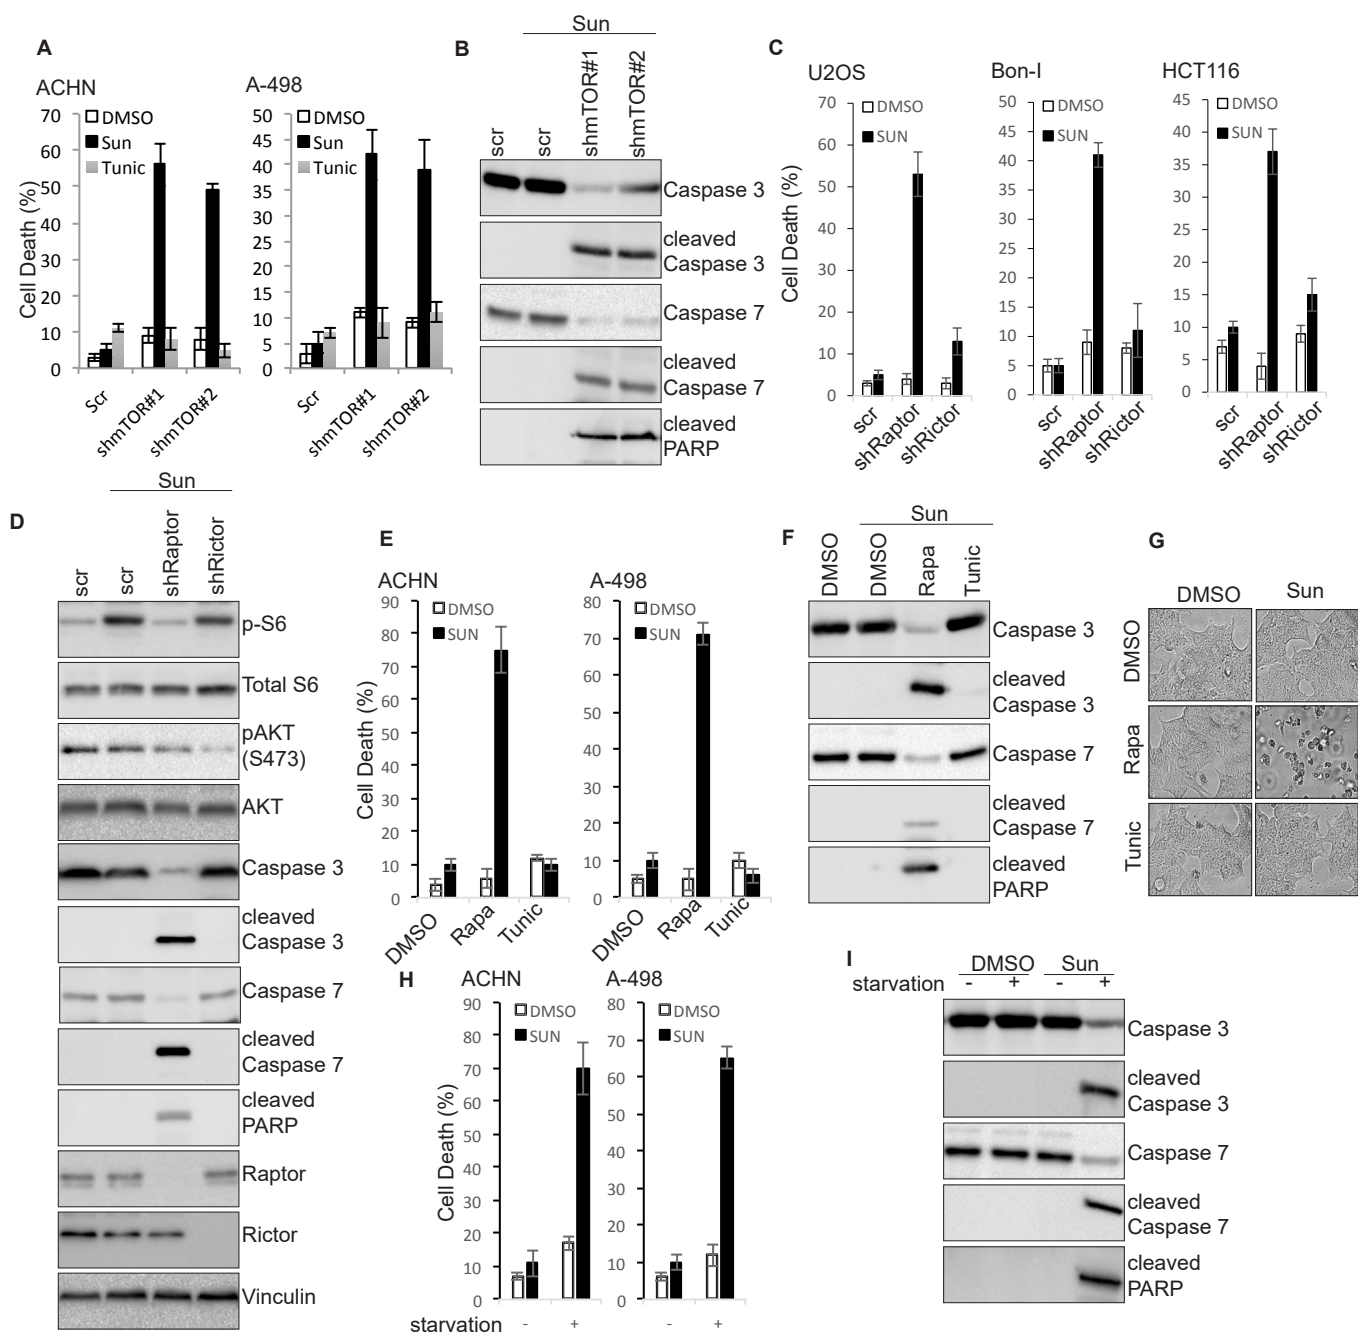 A
ACHN
A-498
Cell Death (%)
70
60
50
40
30
20
10
0
DMSO
Sun
Tunic
Scr
shmTOR#1
shmTOR#2
50
45
40
35
30
25
20
15
10
5
0
DMSO
Sun
Tunic
Scr
shmTOR#1
shmTOR#2
B
Sun
scr
scr
shmTOR#1
shmTOR#2
Caspase 3
cleaved
Caspase 3
Caspase 7
cleaved
Caspase 7
cleaved
PARP
C
U2OS
Bon-I
HCT116
Cell Death (%)
70
60
50
40
30
20
10
0
DMSO
SUN
scr
shRaptor
shRictor
50
45
40
35
30
25
20
15
10
5
0
DMSO
SUN
scr
shRaptor
shRictor
45
40
35
30
25
20
15
10
5
0
DMSO
SUN
scr
shRaptor
shRictor
D
Sun
scr
scr
shRaptor
shRictor
p-S6
Total S6
pAKT
(S473)
AKT
Caspase 3
cleaved
Caspase 3
Caspase 7
cleaved
Caspase 7
cleaved
PARP
Raptor
Rictor
Vinculin
E
ACHN
A-498
Cell Death (%)
90
80
70
60
50
40
30
20
10
0
DMSO
SUN
DMSO
Rapa
Tunic
80
70
60
50
40
30
20
10
0
DMSO
SUN
DMSO
Rapa
Tunic
F
Sun
DMSO
DMSO
Rapa
Tunic
Caspase 3
cleaved
Caspase 3
Caspase 7
cleaved
Caspase 7
cleaved
PARP
G
DMSO
Sun
DMSO
Rapa
Tunic
H
ACHN
A-498
Cell Death (%)
90
80
70
60
50
40
30
20
10
0
DMSO
SUN
80
70
60
50
40
30
20
10
0
DMSO
SUN
starvation - + - +
I
DMSO Sun
starvation - + - +
Caspase 3
cleaved
Caspase 3
Caspase 7
cleaved
Caspase 7
cleaved
PARP